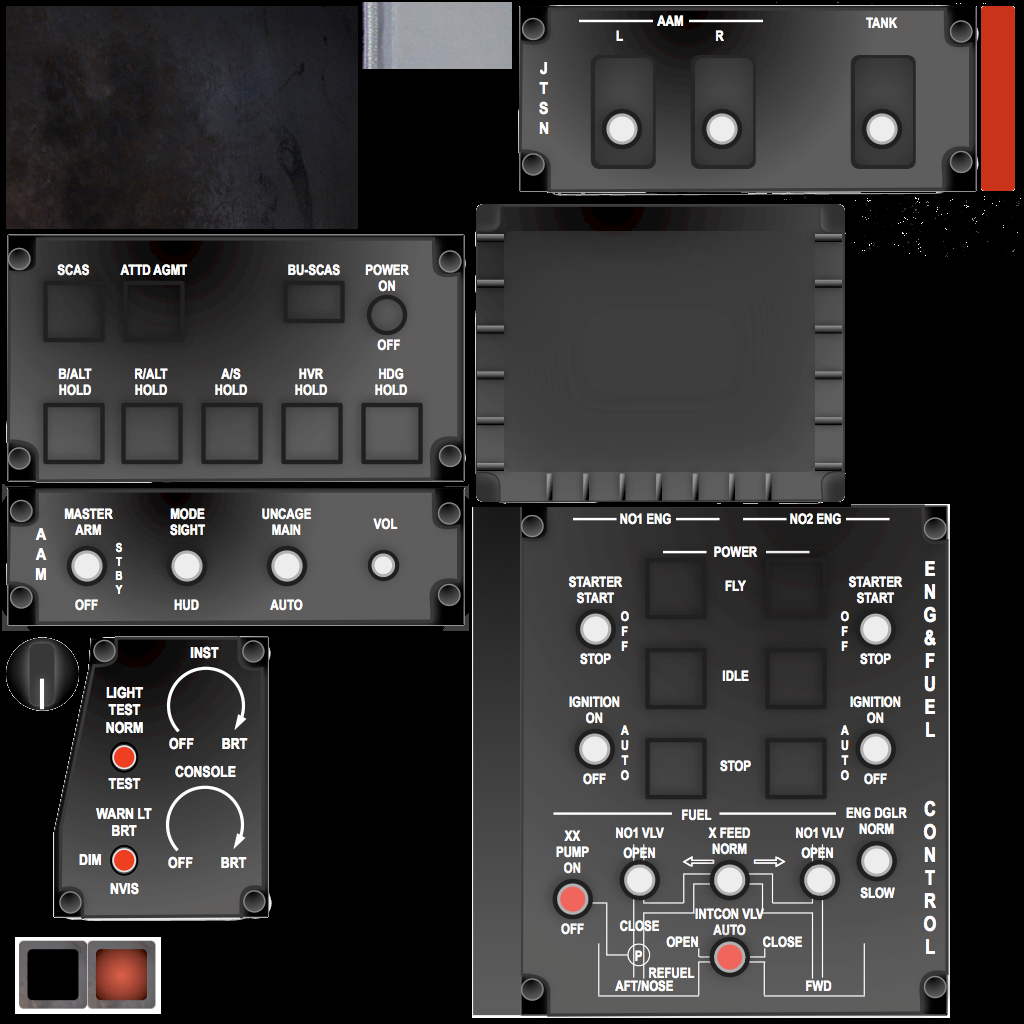 AAM
L
R
TANK
JTSN
SCAS
ATTD AGMT
BU-SCAS
POWER
ON
OFF
B/ALT
HOLD
R/ALT
HOLD
A/S
HOLD
HVR
HOLD
HDG
HOLD
AAM
MASTER
ARM
STBY
OFF
MODE
SIGHT
HUD
UNCAGE
MAIN
AUTO
VOL
INST
LIGHT
TEST
NORM
TEST
OFF
BRT
CONSOLE
WARN LT
BRT
DIM
NVIS
OFF
BRT
NO1 ENG
NO2 ENG
POWER
FLY
IDLE
STOP
STARTER
START
OFF
STOP
STARTER
START
OFF
STOP
IGNITION
ON
AUTO
OFF
IGNITION
ON
AUTO
OFF
ENG&FUEL
CONTROL
FUEL
XX
PUMP
ON
OFF
NO1 VLV
OPEN
CLOSE
X FEED
NORM
NO1 VLV
OPEN
ENG DGLR
NORM
SLOW
INTCON VLV
AUTO
OPEN
CLOSE
P
REFUEL
AFT/NOSE
FWD